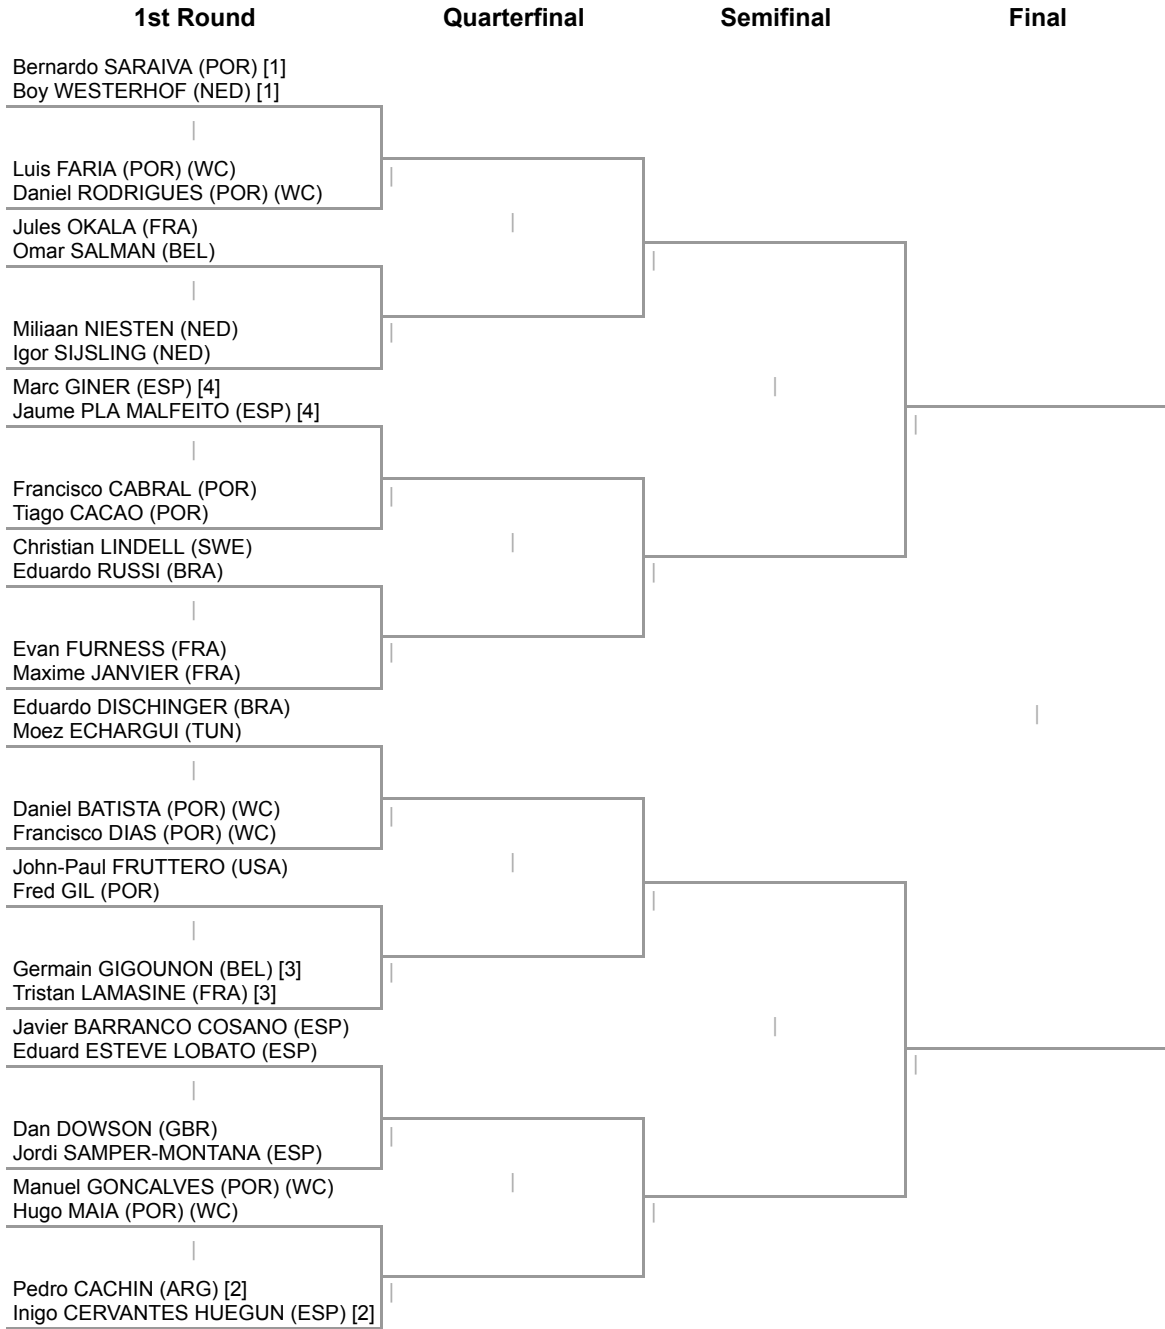 1st Round Quarterfinal Semifinal Final
Bernardo SARAIVA (POR) [1]
Boy WESTERHOF (NED) [1]
Luis FARIA (POR) (WC)
Daniel RODRIGUES (POR) (WC)
Jules OKALA (FRA)
Omar SALMAN (BEL)
Miliaan NIESTEN (NED)
Igor SIJSLING (NED)
Marc GINER (ESP) [4]
Jaume PLA MALFEITO (ESP) [4]
Francisco CABRAL (POR)
Tiago CACAO (POR)
Christian LINDELL (SWE)
Eduardo RUSSI (BRA)
Evan FURNESS (FRA)
Maxime JANVIER (FRA)
Eduardo DISCHINGER (BRA)
Moez ECHARGUI (TUN)
Daniel BATISTA (POR) (WC)
Francisco DIAS (POR) (WC)
John-Paul FRUTTERO (USA)
Fred GIL (POR)
Germain GIGOUNON (BEL) [3]
Tristan LAMASINE (FRA) [3]
Javier BARRANCO COSANO (ESP)
Eduard ESTEVE LOBATO (ESP)
Dan DOWSON (GBR)
Jordi SAMPER-MONTANA (ESP)
Manuel GONCALVES (POR) (WC)
Hugo MAIA (POR) (WC)
Pedro CACHIN (ARG) [2]
Inigo CERVANTES HUEGUN (ESP) [2]